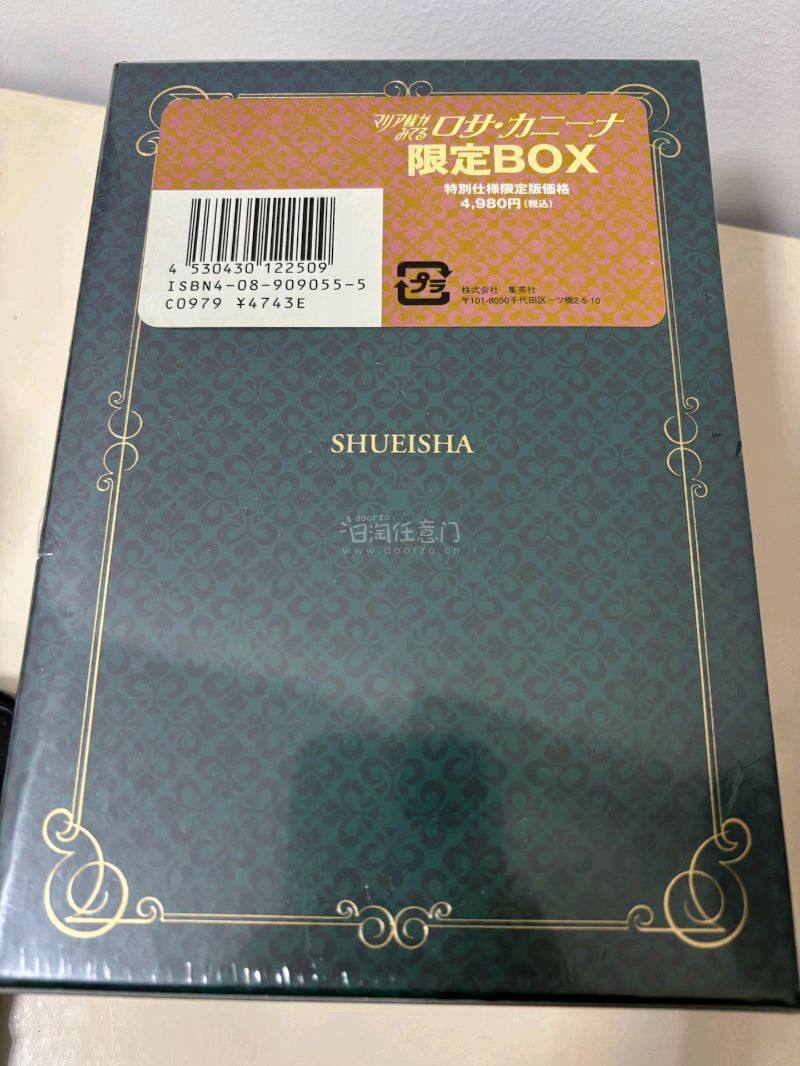 マリア様が
みてる
ロサ・カニーナ
限定BOX
特別仕様限定版価格
4,980円(税込)
4 530430 122509
ISBN4-08-909055-5
C0979 ¥4743E
プラ
株式会社 集英社
〒101-8050千代田区一ツ橋2-5-10
SHUEISHA
doorzo
日淘任意门
www.doorzo.cn